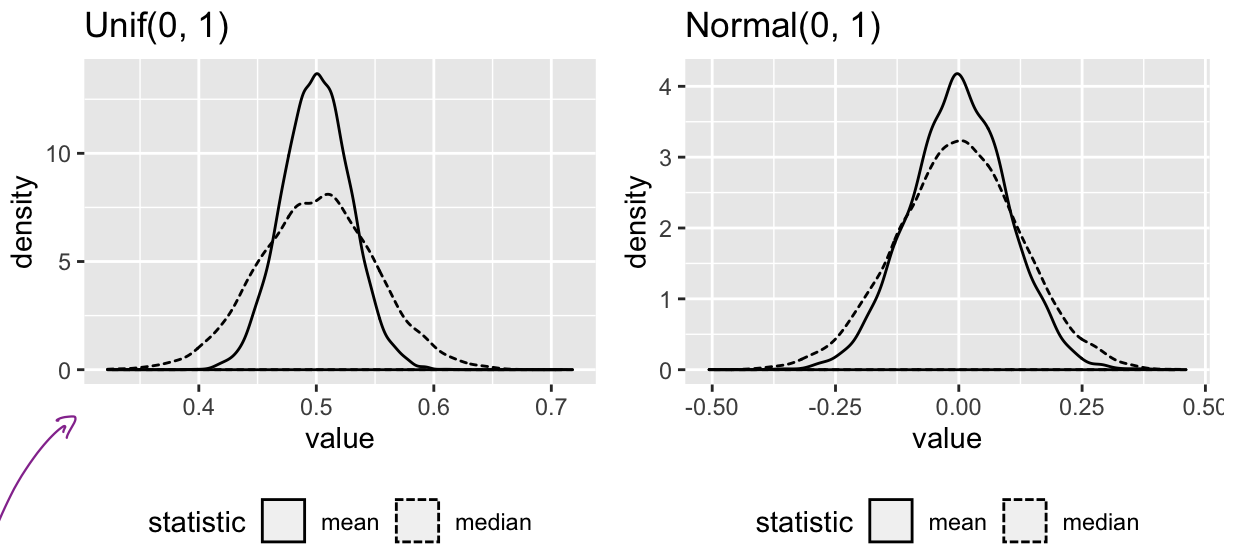 Unif(0, 1)
density
10
5
0
0.4 0.5 0.6 0.7
value
statistic mean median
Normal(0, 1)
density
4
3
2
1
0
-0.50 -0.25 0.00 0.25 0.50
value
statistic mean median